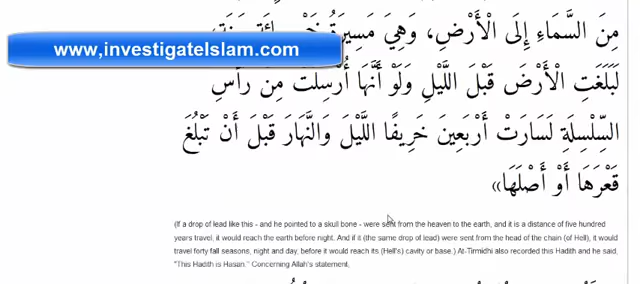 مِنَ السَّمَاءِ إِلَى الْأَرْضِ، وَهِيَ مَسِيرَةُ
www,investigateIslam.com
لَبَلَغَتِ الْأَرْضَ قَبْلَ اللَّيْلِ وَلَوْ أَنَّهَا أُرْسِلَتْ مِنْ رَأْسِ
السِّلْسِلَةِ لَسَارَتْ أَرْبَعِينَ خَرِيفًا اللَّيْلَ وَالنَّهَارَ قَبْلَ أَنْ تَبْلُغَ
قَعْرَهَا أَوْ أَصْلَهَا»
(If a drop of lead like this - and he pointed to a skull bone - were sent from the heaven to the earth, and it is a distance of five hundred
years travel, it would reach the earth before night. And if it (the same drop of lead) were sent from the head of the chain (of Hell), it would
travel forty fall seasons, night and day, before it would reach its (Hell's) cavity or base.) At-Tirmidhi also recorded this Hadith and he said,
"This Hadith is Hasan." Concerning Allah's statement,